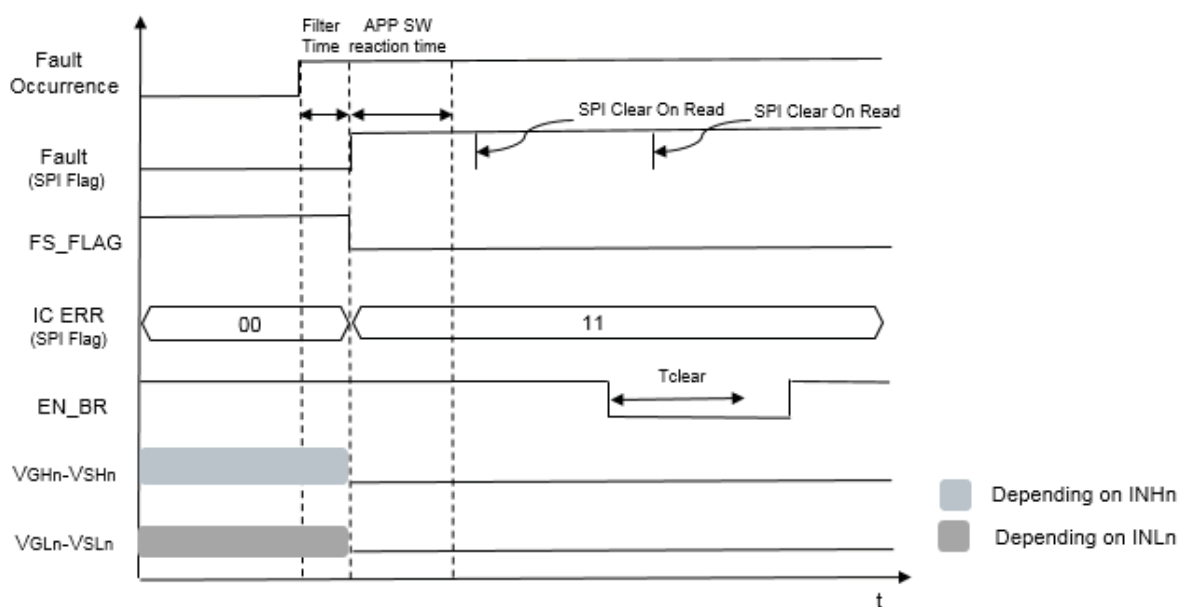 Filter Time
APP SW reaction time
Fault Occurrence
SPI Clear On Read
SPI Clear On Read
Fault
(SPI Flag)
FS_FLAG
IC ERR
(SPI Flag)
00
11
Tclear
EN_BR
VGHn-VSHn
Depending on INHn
VGLn-VSLn
Depending on INLn
t